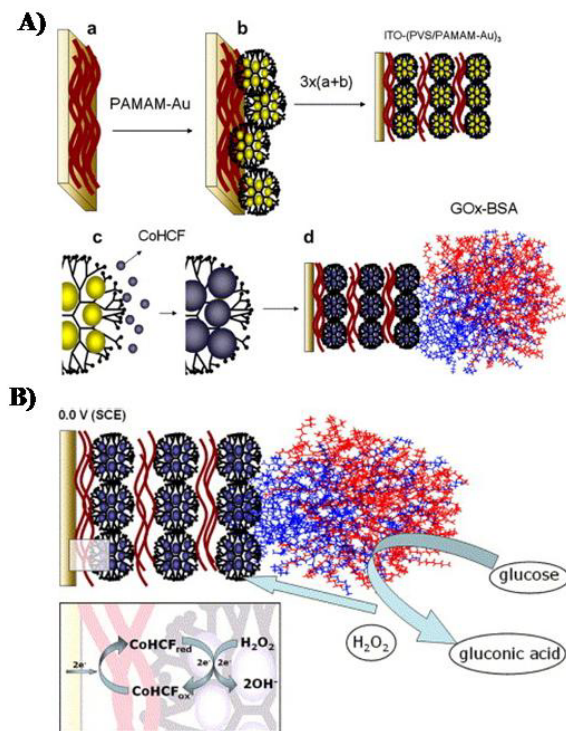 A)
a
b
ITO-(PVS/PAMAM-Au)₃
PAMAM-Au
3x(a+b)
GOx-BSA
c
CoHCF
d
B)
0.0 V (SCE)
glucose
H₂O₂
gluconic acid
CoHCFred
H₂O₂
2e⁻
2e⁻
2e⁻
CoHCFox
2OH⁻